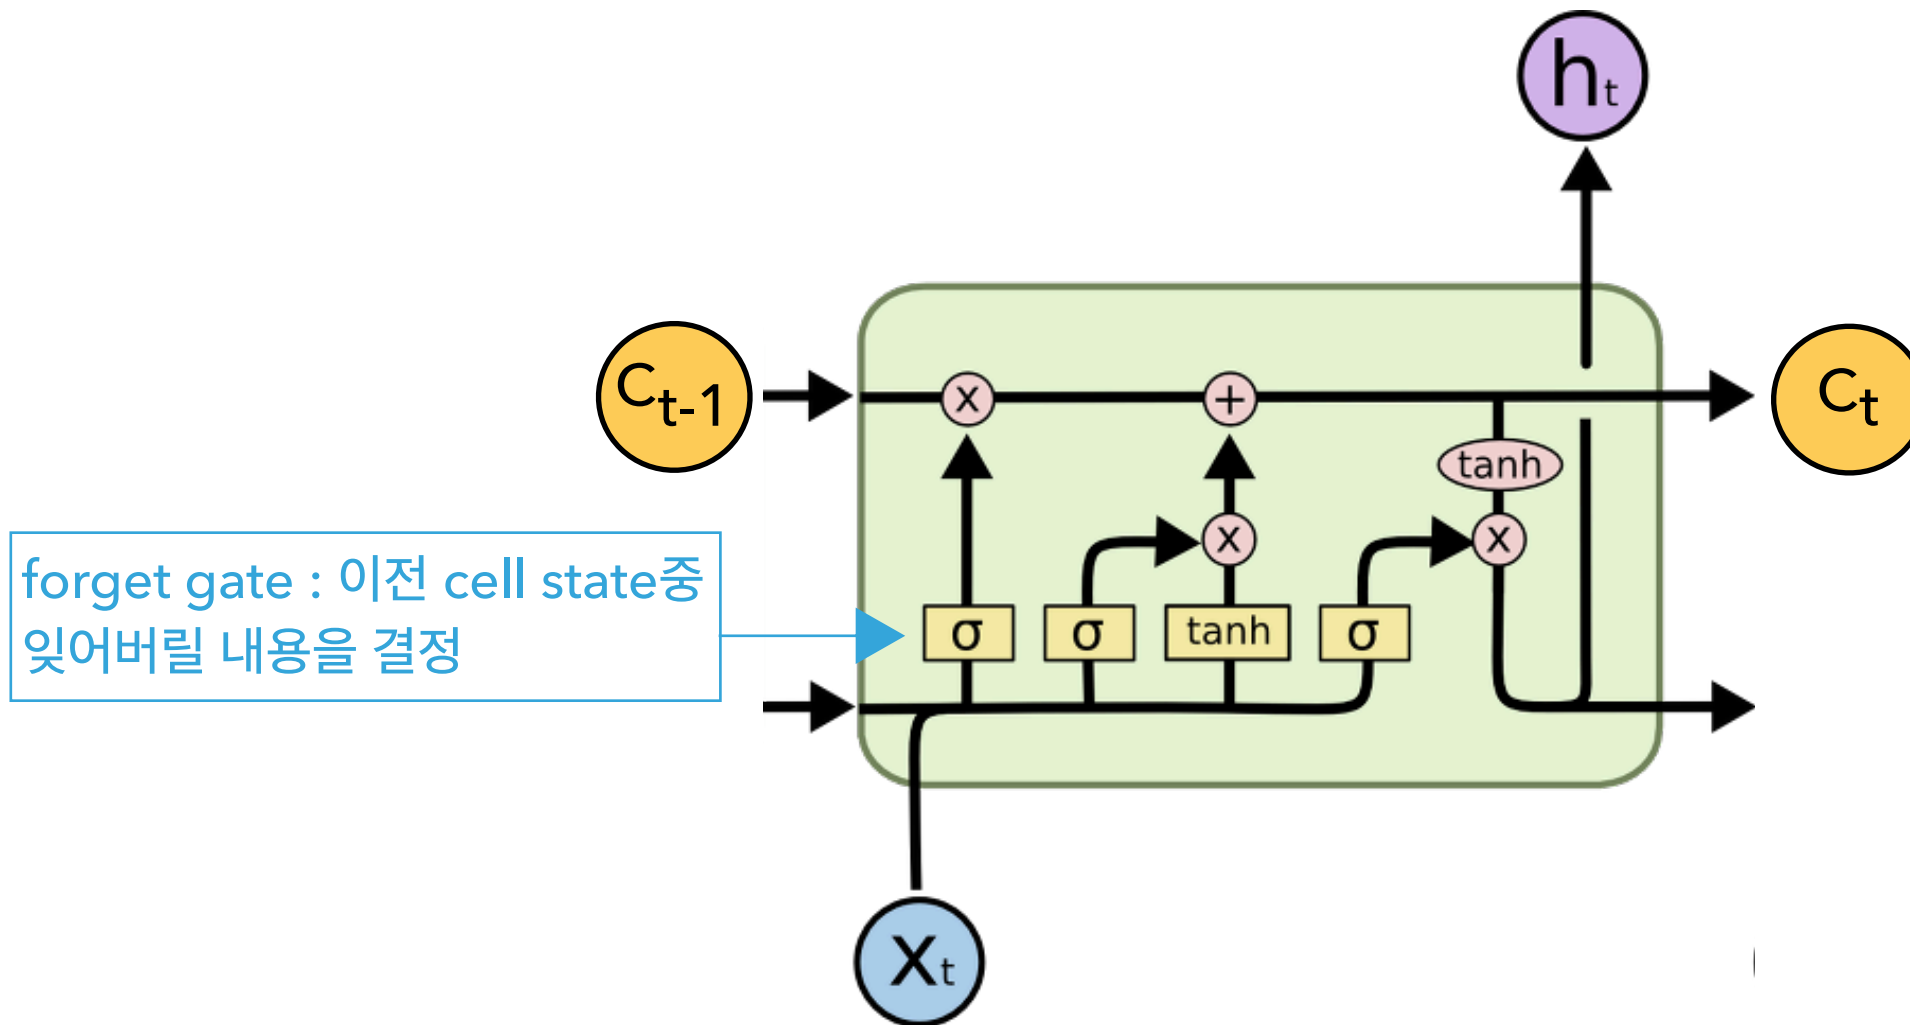 ht
Ct-1
x
+
Ct
tanh
x
x
forget gate : 이전 cell state중
잊어버릴 내용을 결정
σ
σ
tanh
σ
Xt